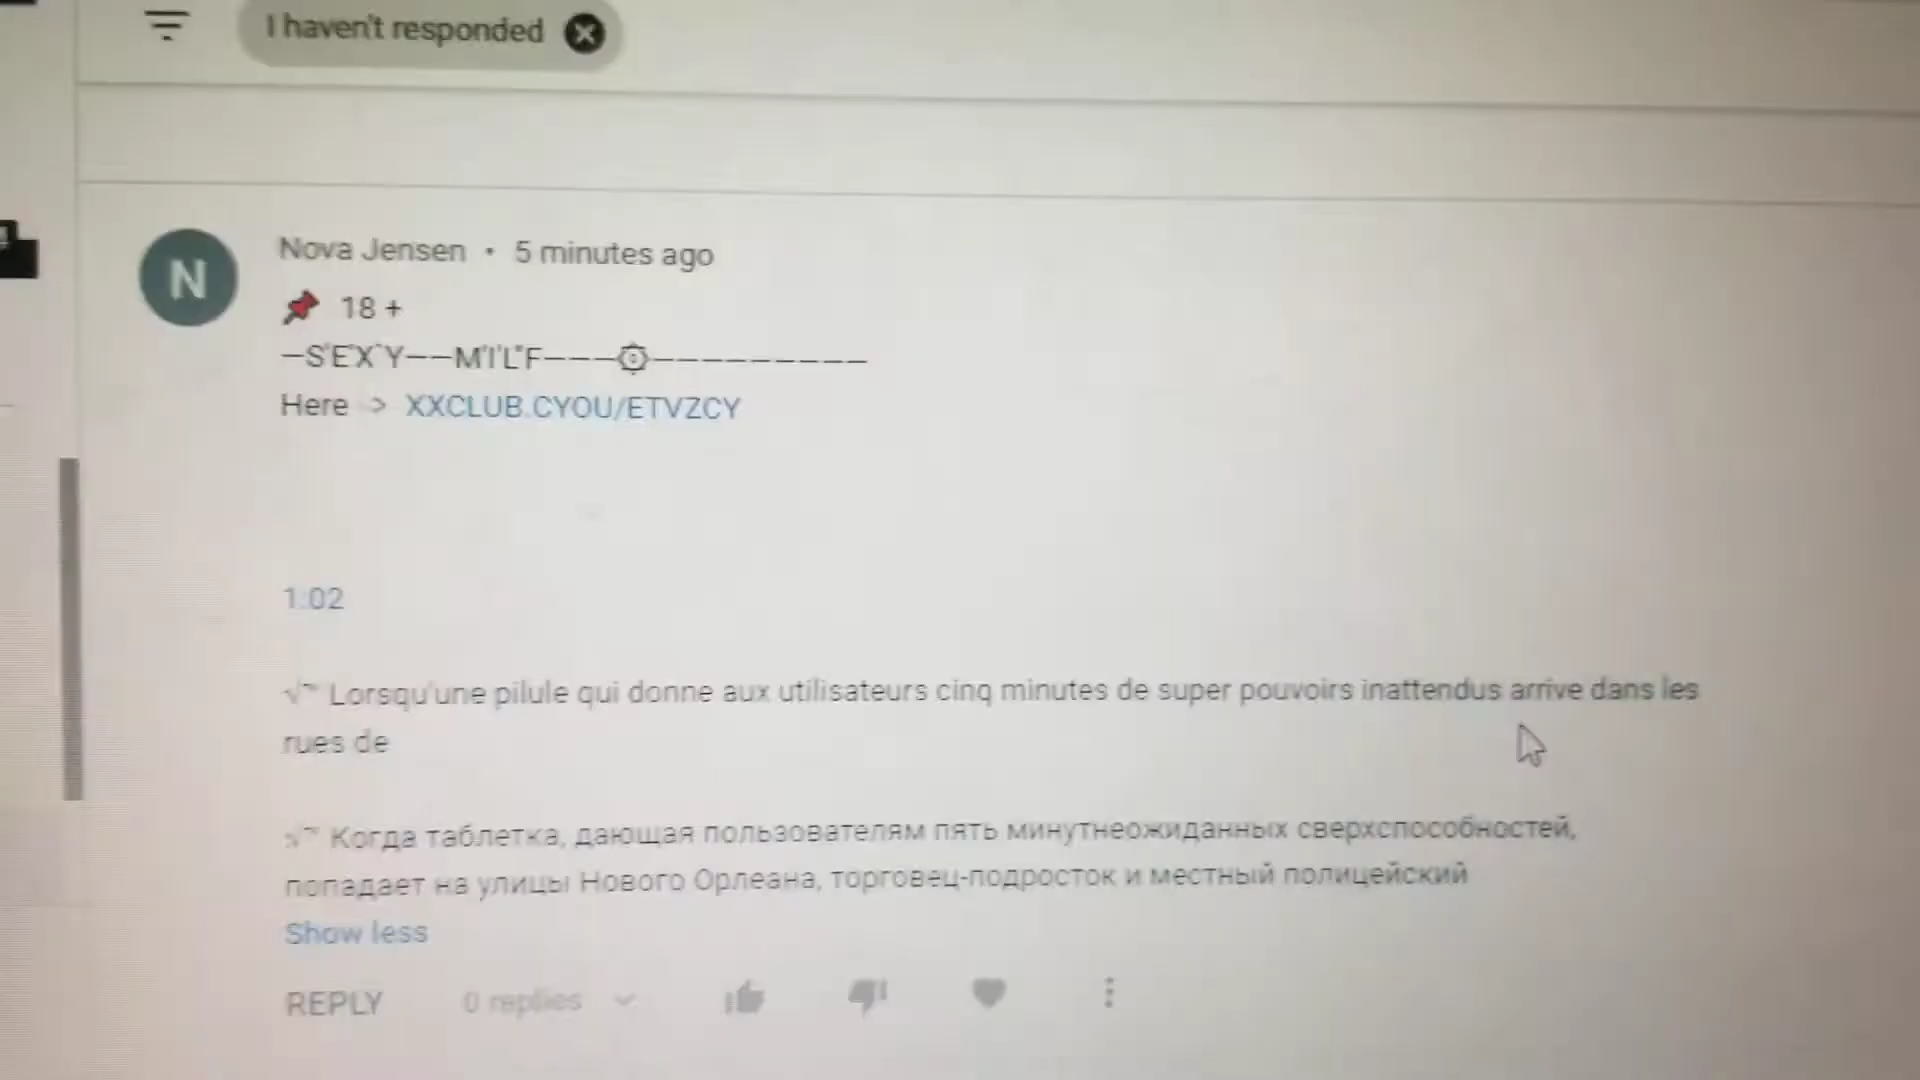 I haven't responded
N
Nova Jensen • 5 minutes ago
📌 18 +
—S'E'X'Y——M'I'L'F———۞—————————
Here -> XXCLUB.CYOU/ETVZCY
1:02
√™ Lorsqu'une pilule qui donne aux utilisateurs cinq minutes de super pouvoirs inattendus arrive dans les
rues de
√™ Когда таблетка, дающая пользователям пять минутнеожиданных сверхспособностей,
попадает на улицы Нового Орлеана, торговец-подросток и местный полицейский
Show less
REPLY 0 replies